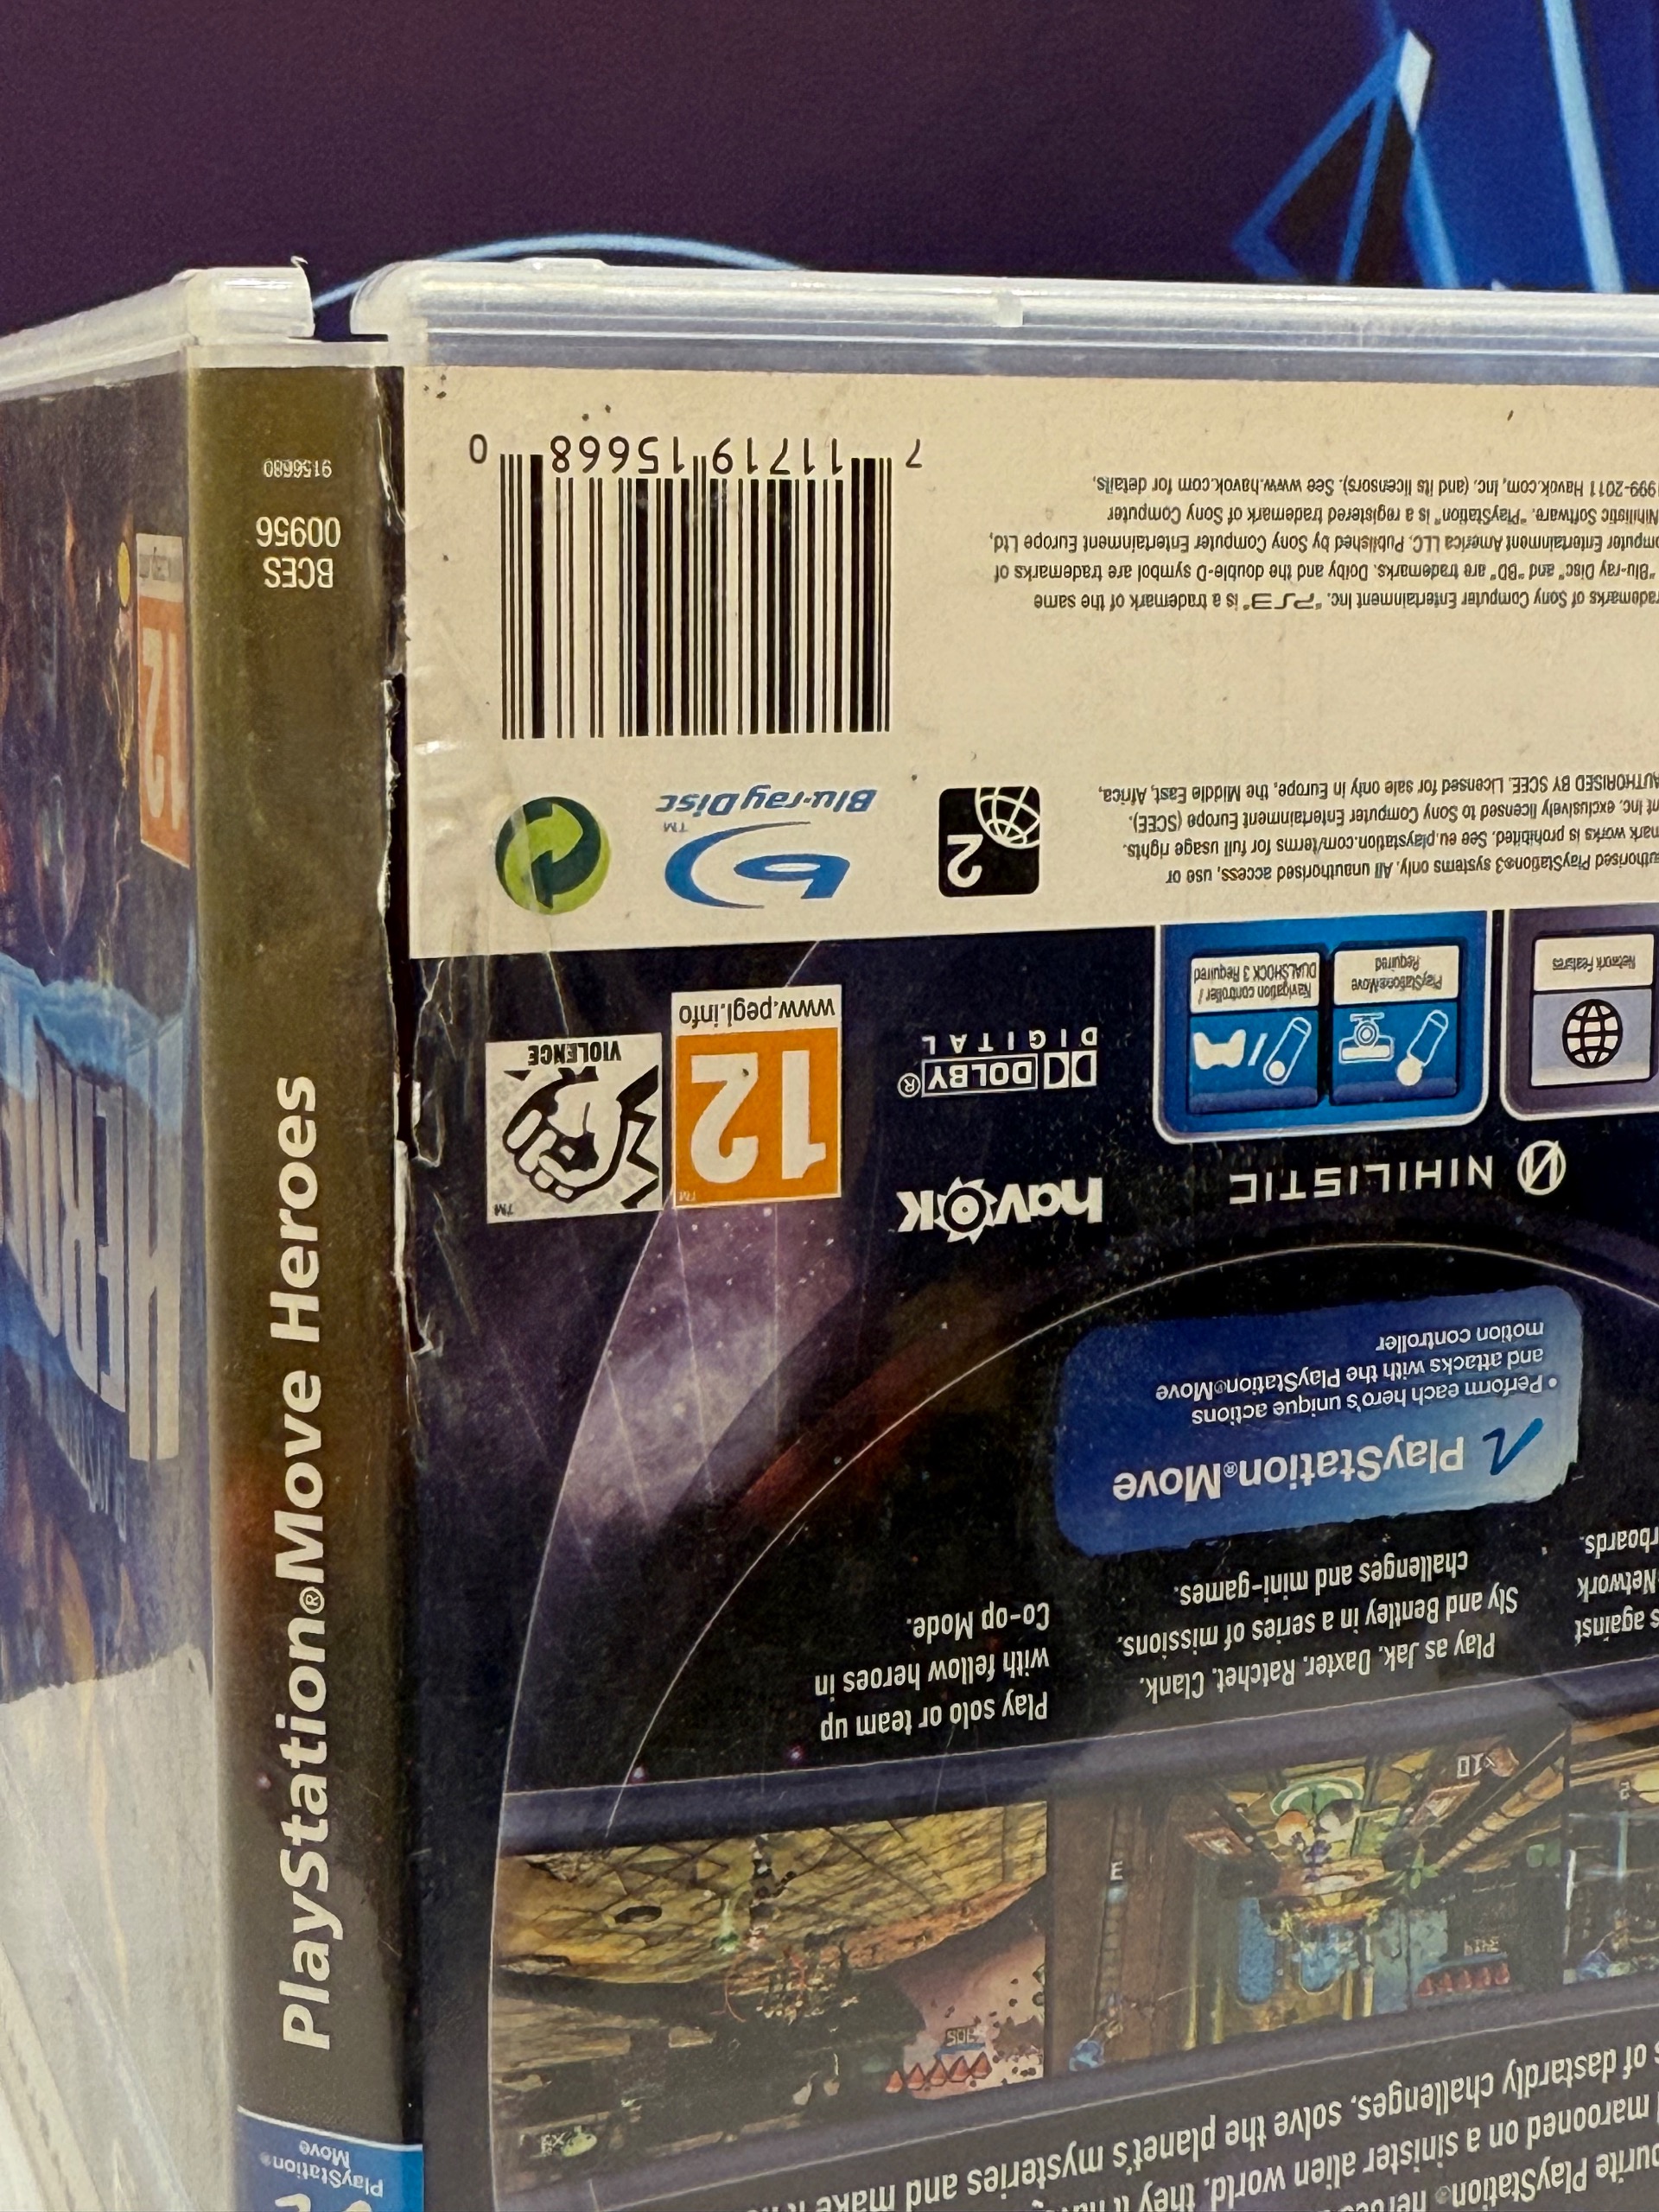 PlayStation® heroes
marooned on a sinister alien world, they'll
of dastardly challenges, solve the planet's mysteries and make
x10
E
against
Network
Play as Jak, Daxter, Ratchet, Clank,
Sly and Bentley in a series of missions,
challenges and mini-games.
Play solo or team up
with fellow heroes in
Co-op Mode.
PlayStation®Move
• Perform each hero's unique actions
and attacks with the PlayStation®Move
motion controller
NIHILISTIC
havok
12
www.pegi.info
VIOLENCE
TM
TM
Network Features
PlayStation®Move
Required
Navigation controller /
DUALSHOCK 3 Required
DOLBY®
DIGITAL
PlayStation®3 systems only. All unauthorised access, use or
mark works is prohibited. See eu.playstation.com/terms for full usage rights.
Inc, exclusively licensed to Sony Computer Entertainment Europe (SCEE).
AUTHORISED BY SCEE. Licensed for sale only in Europe, the Middle East, Africa,
2
Blu-ray Disc
TM
of Sony Computer Entertainment Inc. "PS3" is a trademark of the same
"Blu-ray Disc" and "BD" are trademarks. Dolby and the double-D symbol are trademarks of
Entertainment America LLC. Published by Sony Computer Entertainment Europe Ltd.
Nihilistic Software. "PlayStation" is a registered trademark of Sony Computer
1999-2011 Havok.com, Inc. (and its licensors). See www.havok.com for details.
7 11719 15668 0
PlayStation®
Move
PlayStation®Move Heroes
BCES
00956
9156680
HERO
12